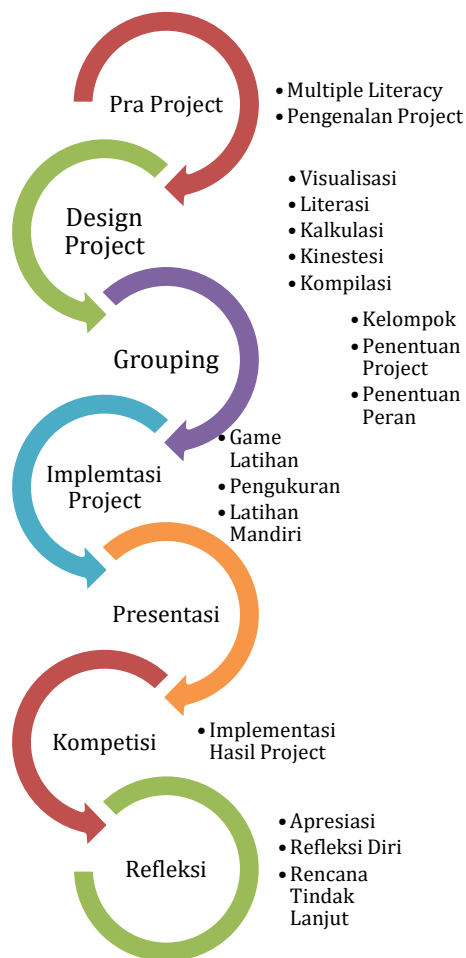 Pra Project
• Multiple Literacy
• Pengenalan Project
Design
Project
• Visualisasi
• Literasi
• Kalkulasi
• Kinestesi
• Kompilasi
Grouping
• Kelompok
• Penentuan
Project
• Penentuan
Peran
Implemtasi
Project
• Game
Latihan
• Pengukuran
• Latihan
Mandiri
Presentasi
Kompetisi
• Implementasi
Hasil Project
Refleksi
• Apresiasi
• Refleksi Diri
• Rencana
Tindak
Lanjut